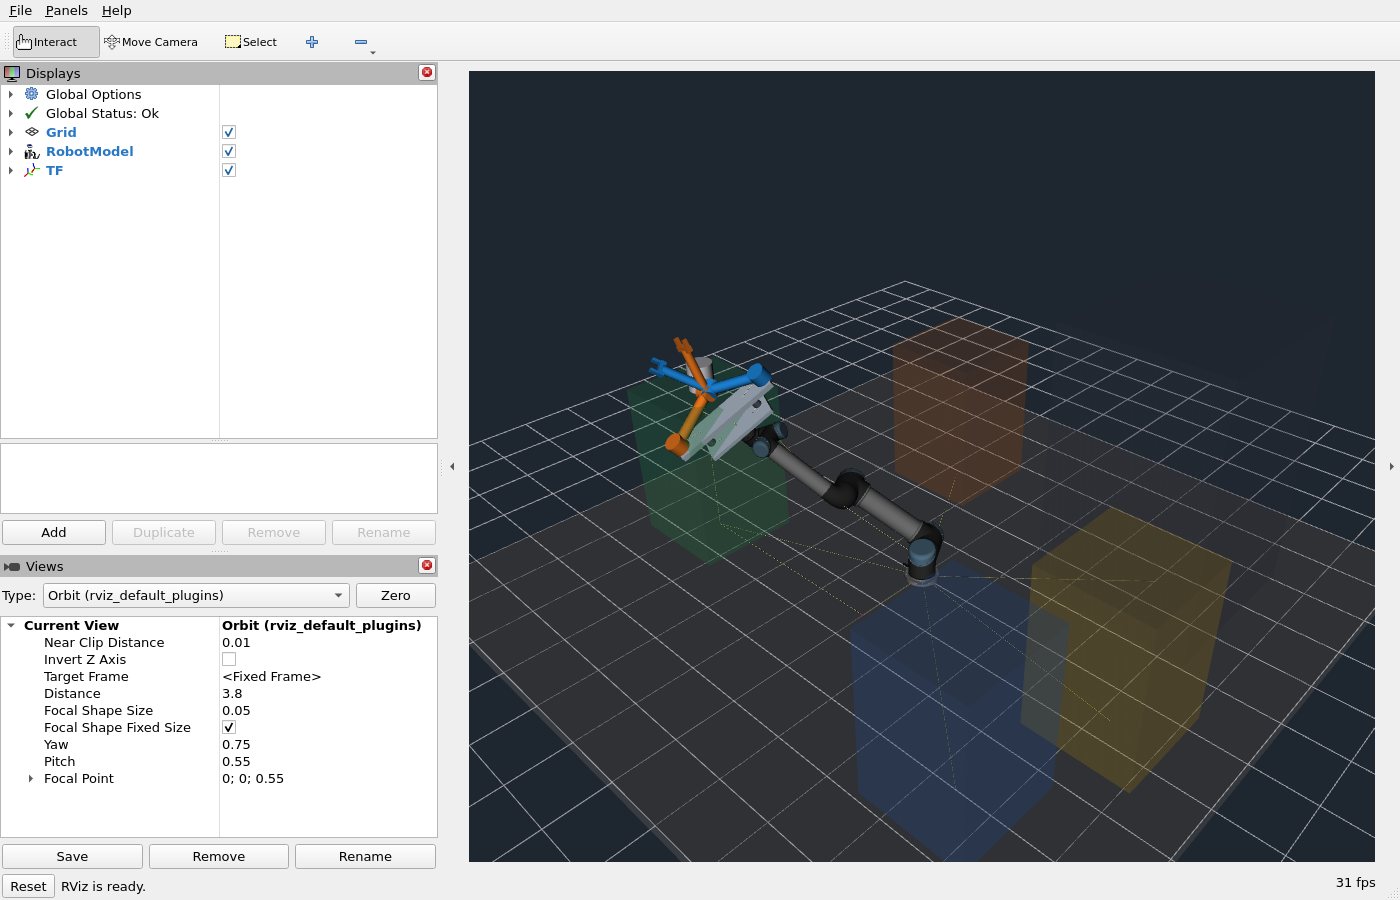 File Panels Help
Interact Move Camera Select
Displays
Global Options
Global Status: Ok
Grid
RobotModel
TF
Add Duplicate Remove Rename
Views
Type: Orbit (rviz_default_plugins) Zero
Current View Orbit (rviz_default_plugins)
Near Clip Distance 0.01
Invert Z Axis
Target Frame <Fixed Frame>
Distance 3.8
Focal Shape Size 0.05
Focal Shape Fixed Size
Yaw 0.75
Pitch 0.55
Focal Point 0; 0; 0.55
Save Remove Rename
Reset RViz is ready. 31 fps